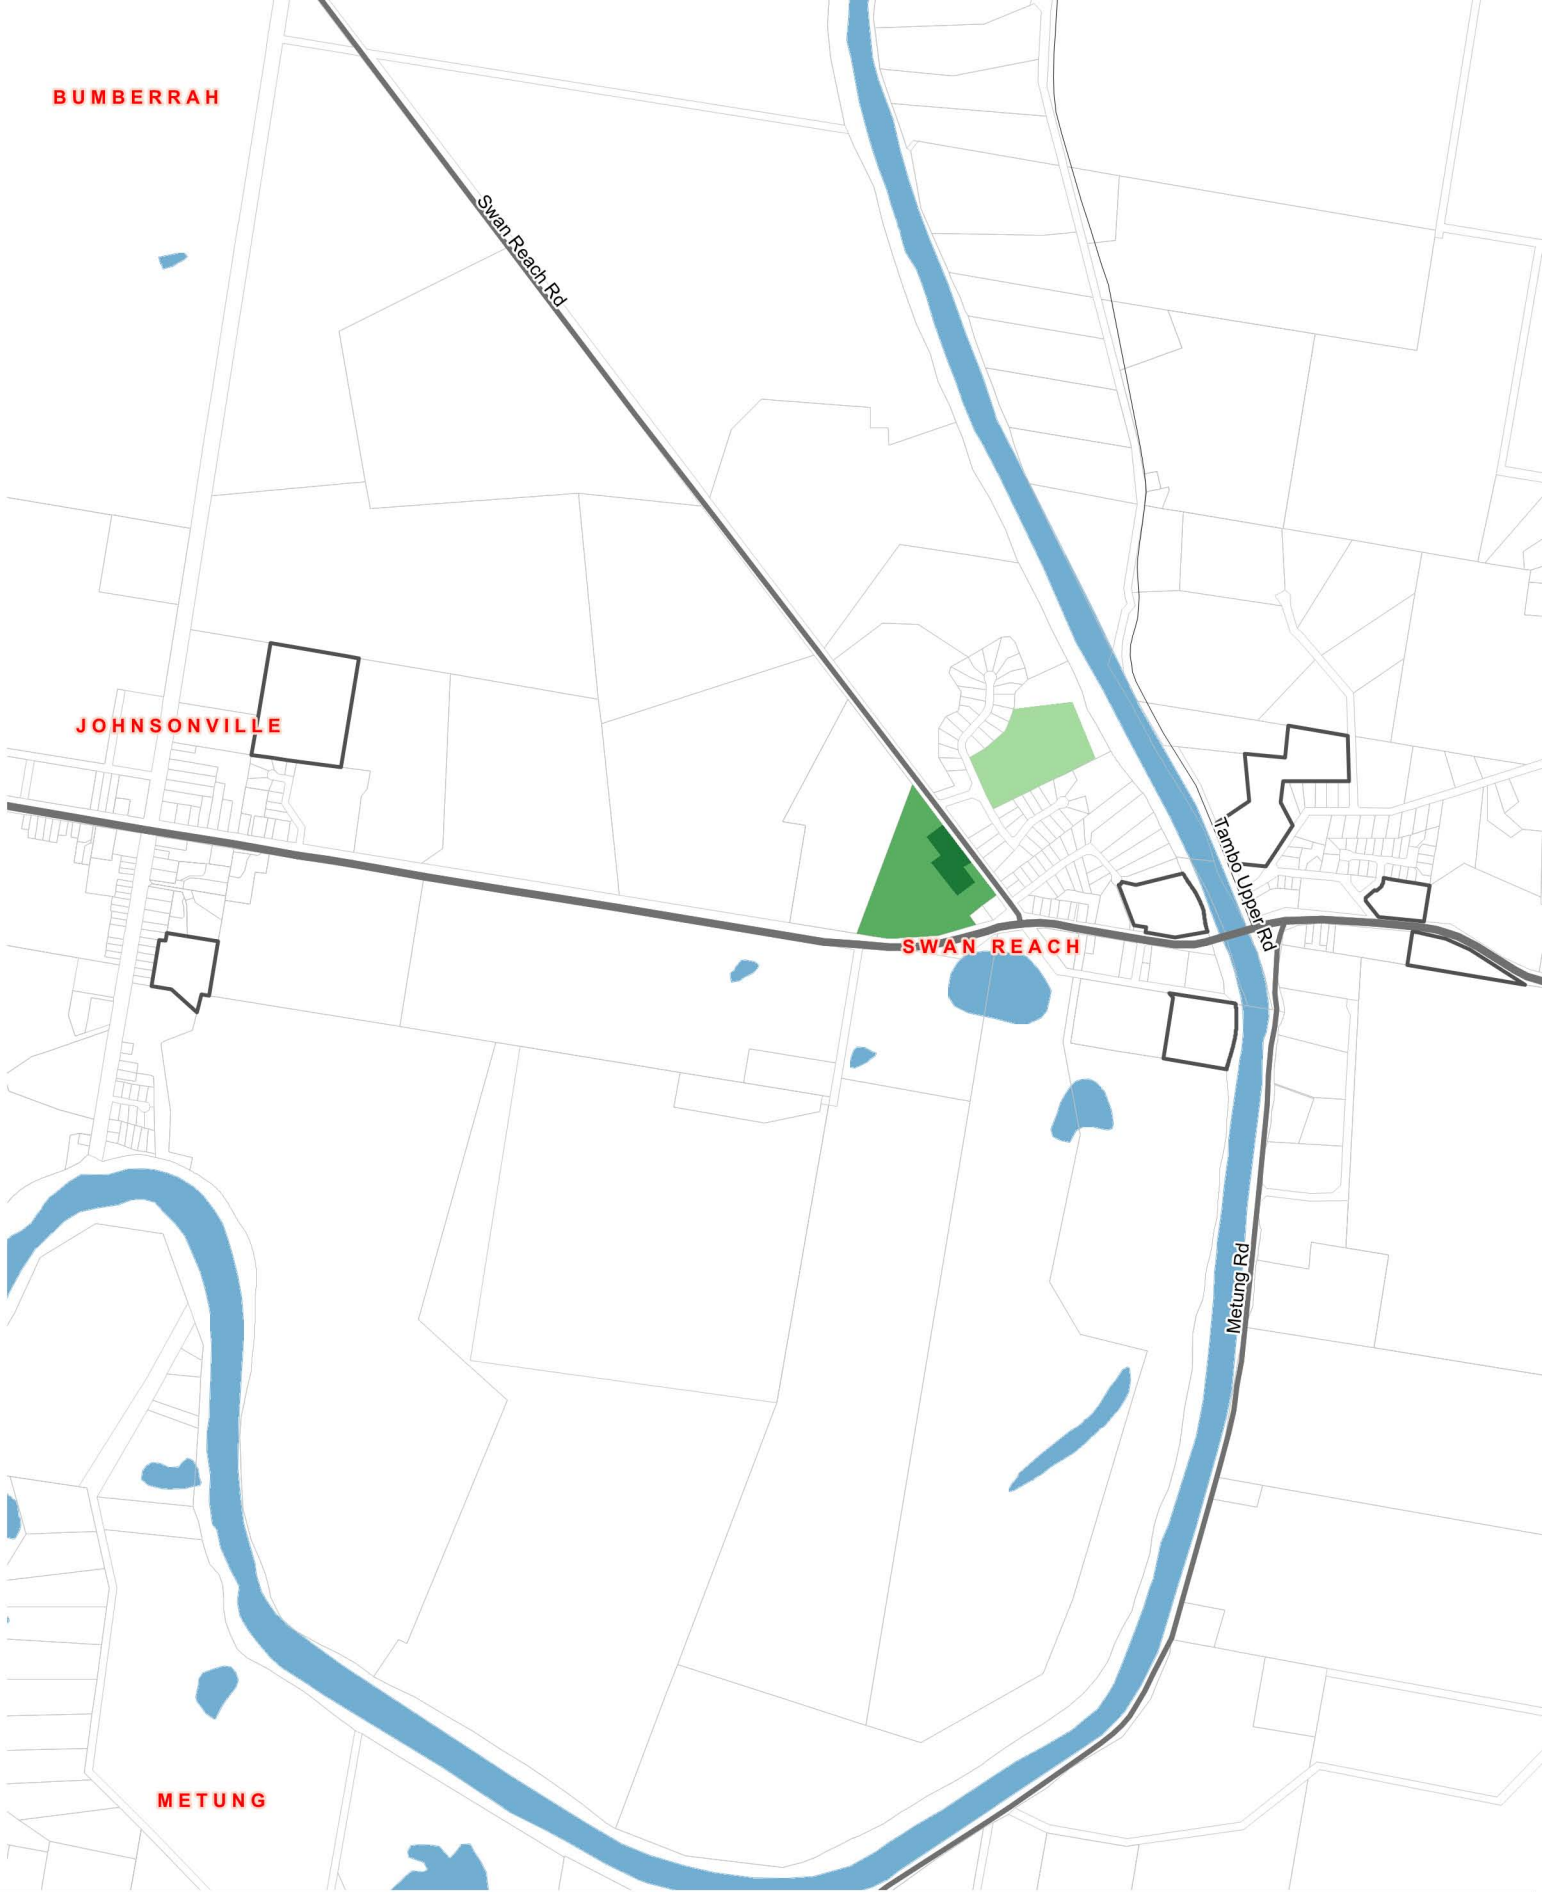 BUMBERRAH
Swan Reach Rd
JOHNSONVILLE
Tambo Upper Rd
SWAN REACH
Metung Rd
METUNG